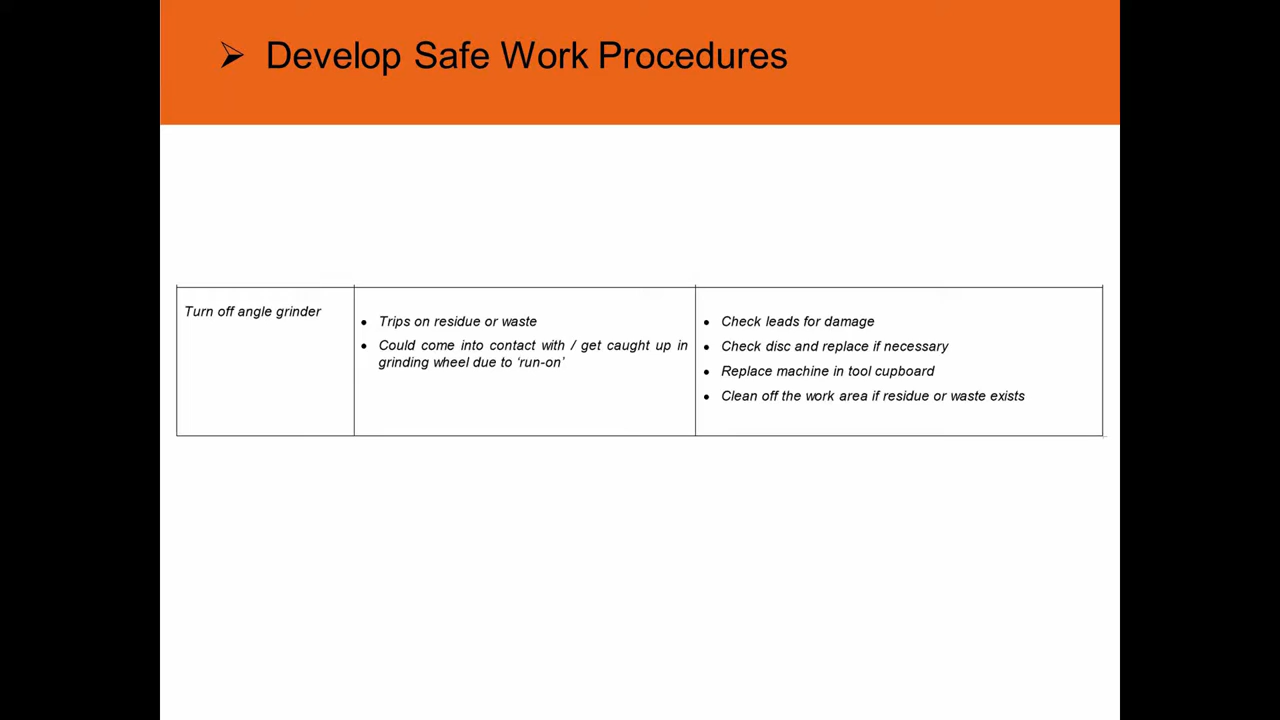 Develop Safe Work Procedures
Turn off angle grinder
• Trips on residue or waste
• Could come into contact with / get caught up in
grinding wheel due to ‘run-on’
• Check leads for damage
• Check disc and replace if necessary
• Replace machine in tool cupboard
• Clean off the work area if residue or waste exists